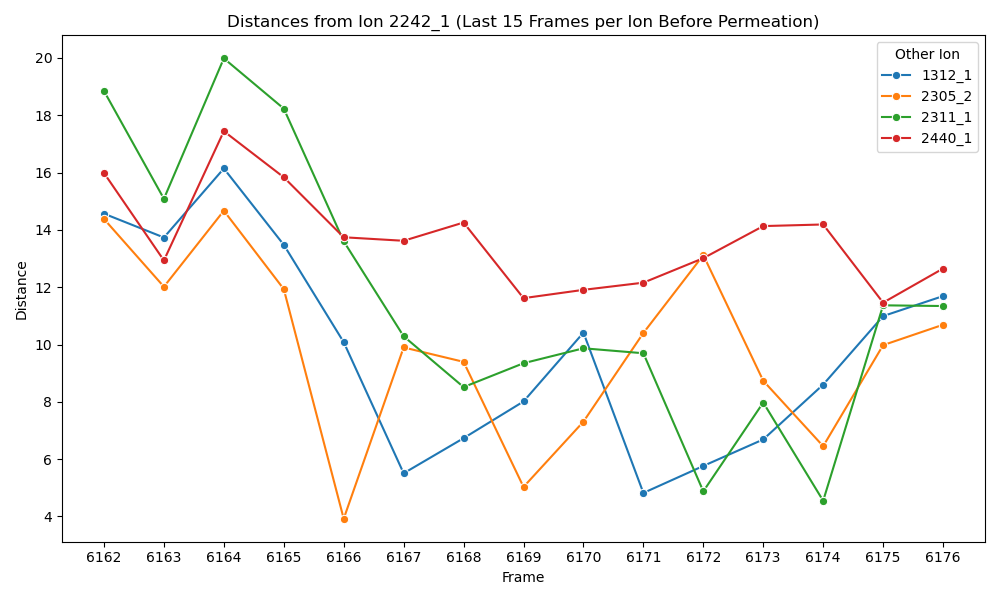 Distances from Ion 2242_1 (Last 15 Frames per Ion Before Permeation)
Other Ion
1312_1
2305_2
2311_1
2440_1
Distance
20
18
16
14
12
10
8
6
4
6162 6163 6164 6165 6166 6167 6168 6169 6170 6171 6172 6173 6174 6175 6176
Frame